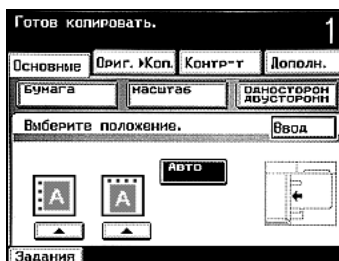 Готов копировать. 1
Основные Ориг.►Коп. Контр-т Дополн.
Бумага Масштаб ОДНОСТОРОН
ДВУСТОРОНН
Выберите положение. Ввод
Авто
A A
Задания